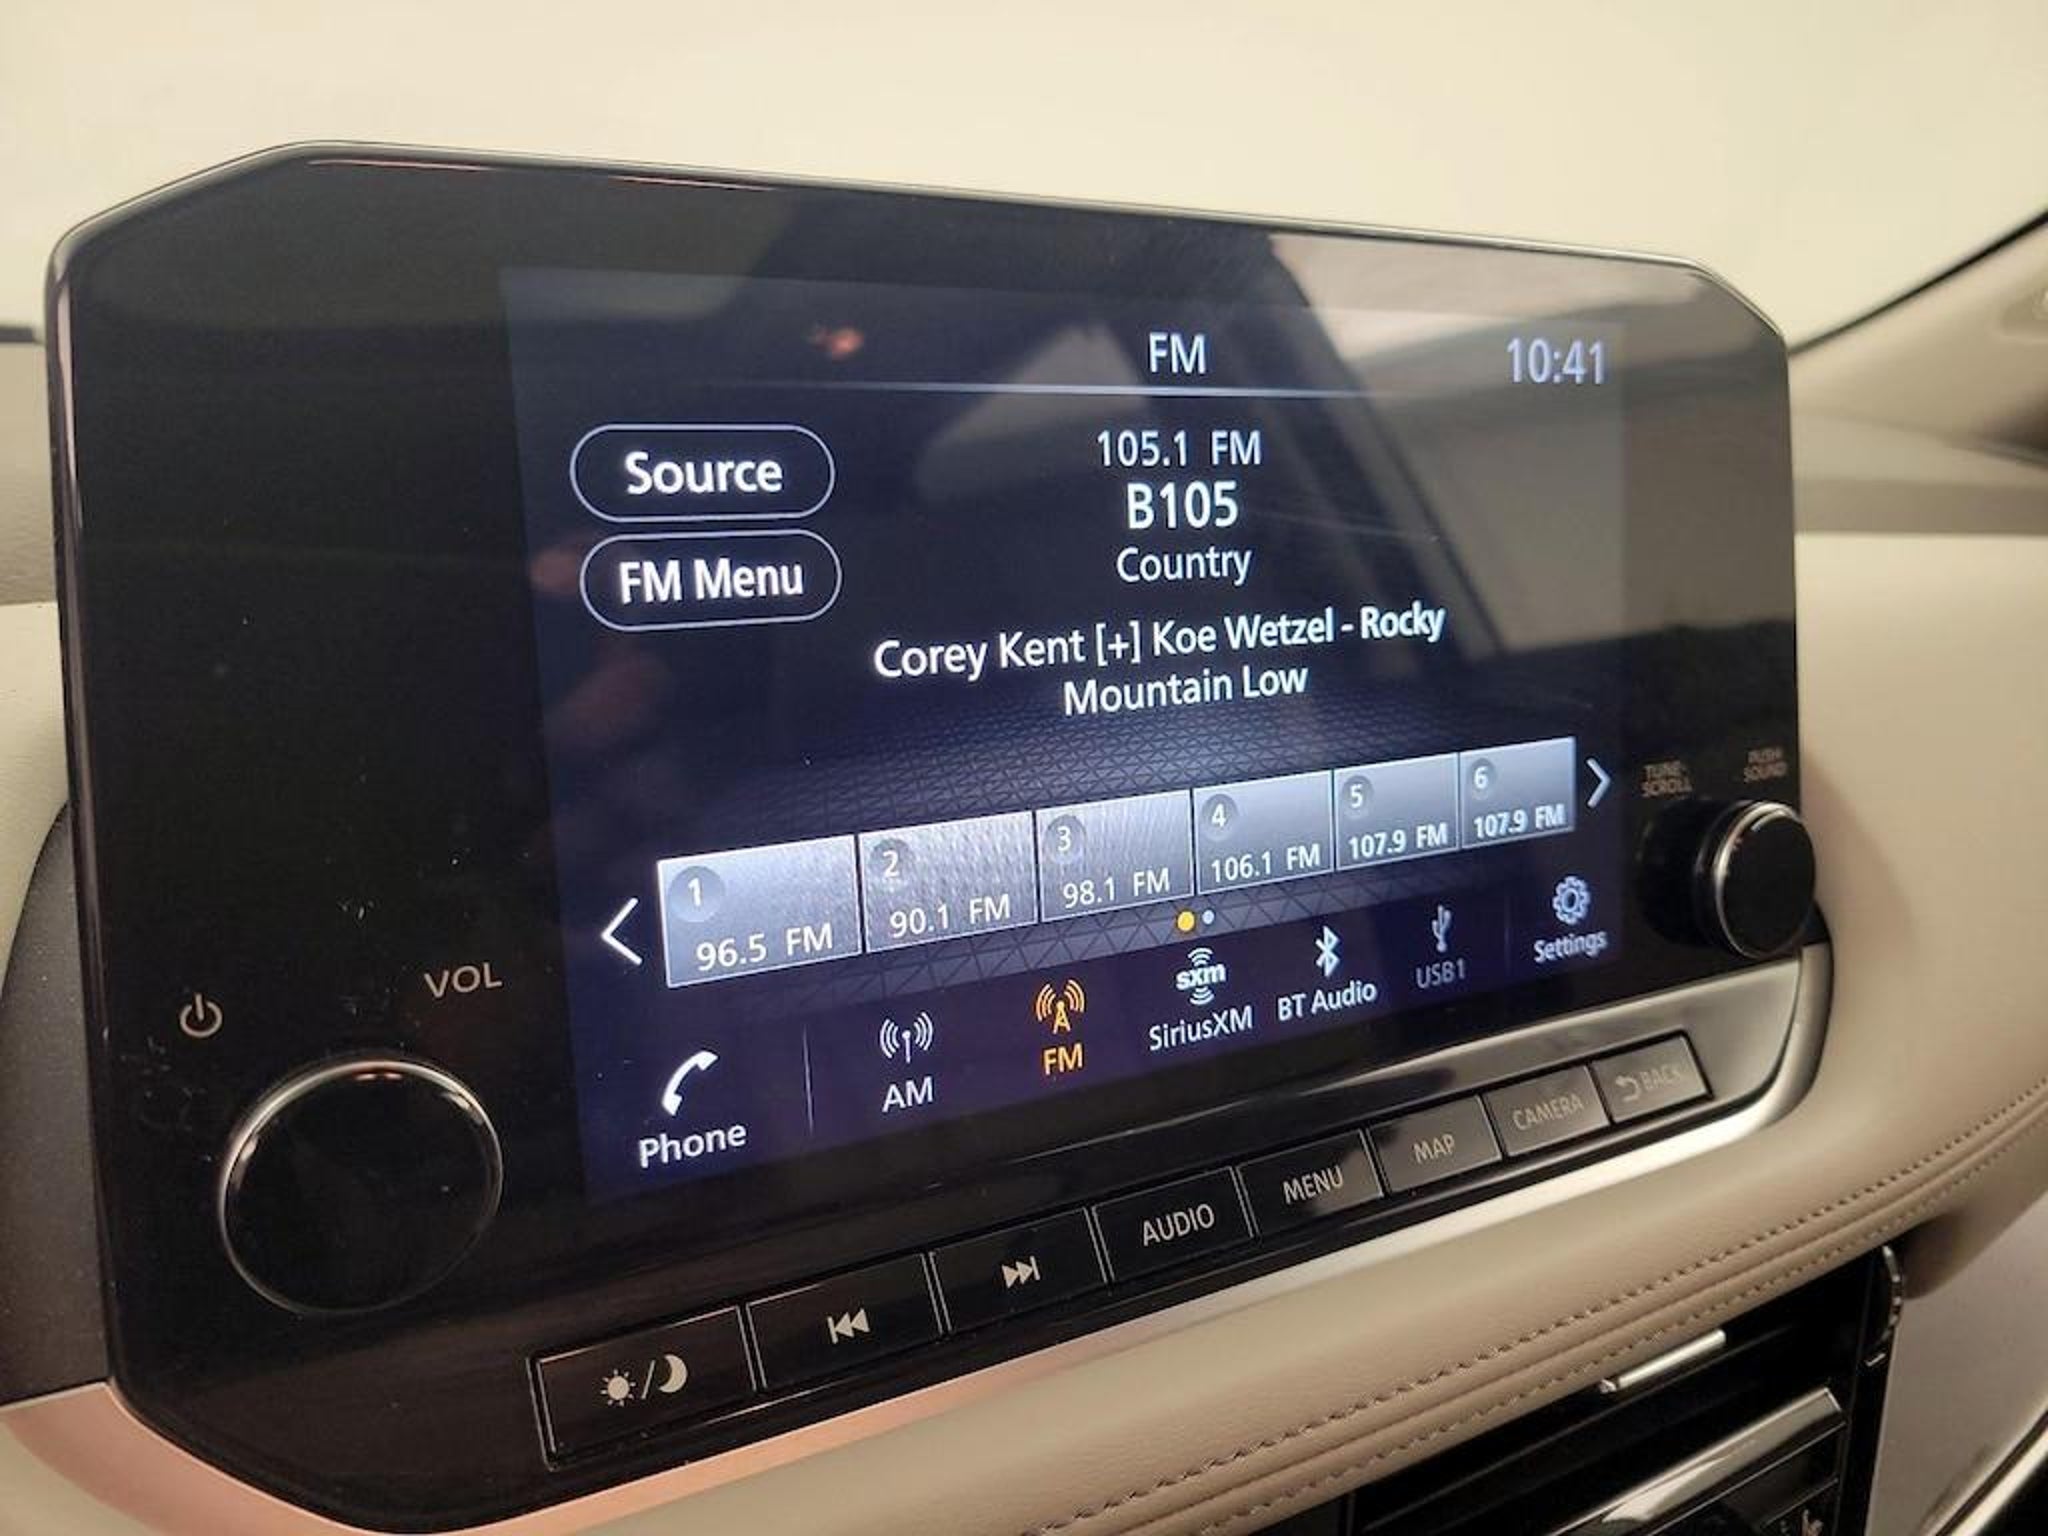 FM
10:41
Source
105.1 FM
B105
FM Menu
Country
Corey Kent [+] Koe Wetzel - Rocky
Mountain Low
TUNE•
SCROLL
PUSH
SOUND
1
96.5 FM
2
90.1 FM
3
98.1 FM
4
106.1 FM
5
107.9 FM
6
107.9 FM
VOL
Phone
AM
FM
sxm
SiriusXM
BT Audio
USB1
Settings
AUDIO
MENU
MAP
CAMERA
BACK